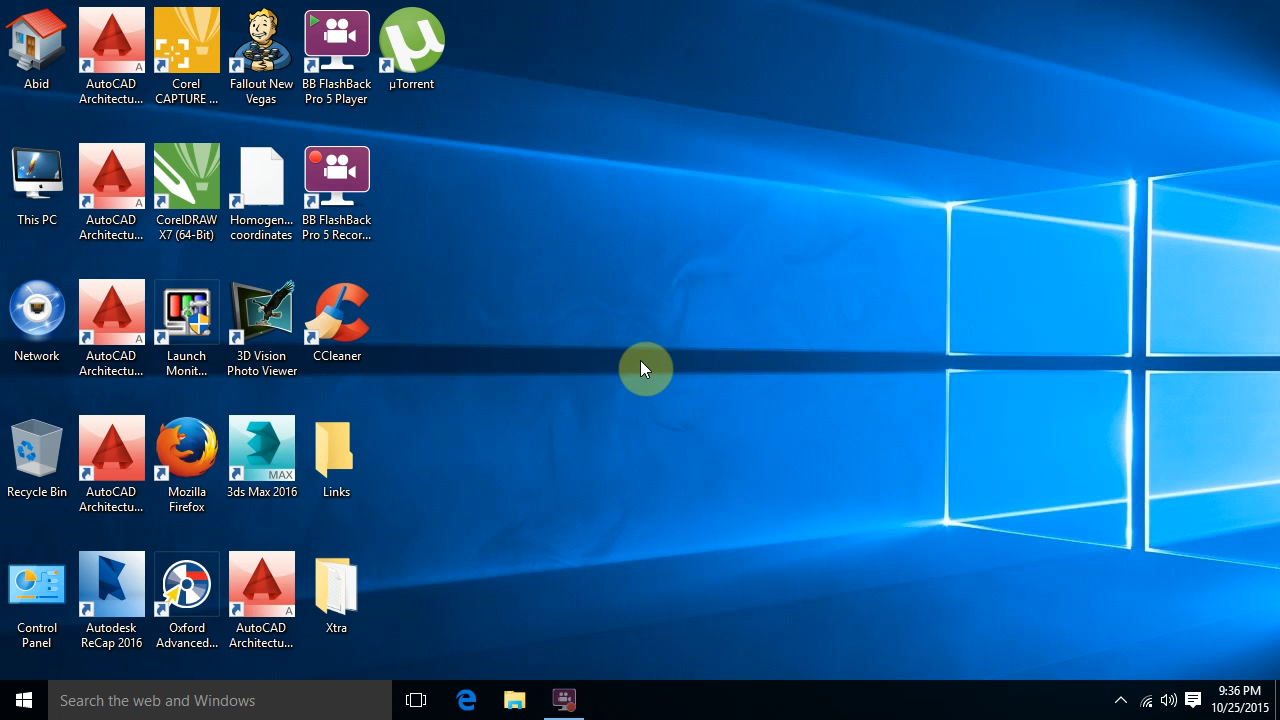 Abid
AutoCAD
Architectu...
Corel
CAPTURE ...
Fallout New
Vegas
BB FlashBack
Pro 5 Player
µTorrent
This PC
AutoCAD
Architectu...
CorelDRAW
X7 (64-Bit)
Homogen...
coordinates
BB FlashBack
Pro 5 Recor...
Network
AutoCAD
Architectu...
Launch
Monit...
3D Vision
Photo Viewer
CCleaner
Recycle Bin
AutoCAD
Architectu...
Mozilla
Firefox
MAX
3ds Max 2016
Links
Control
Panel
Autodesk
ReCap 2016
Oxford
Advanced...
AutoCAD
Architectu...
Xtra
Search the web and Windows
9:36 PM
10/25/2015